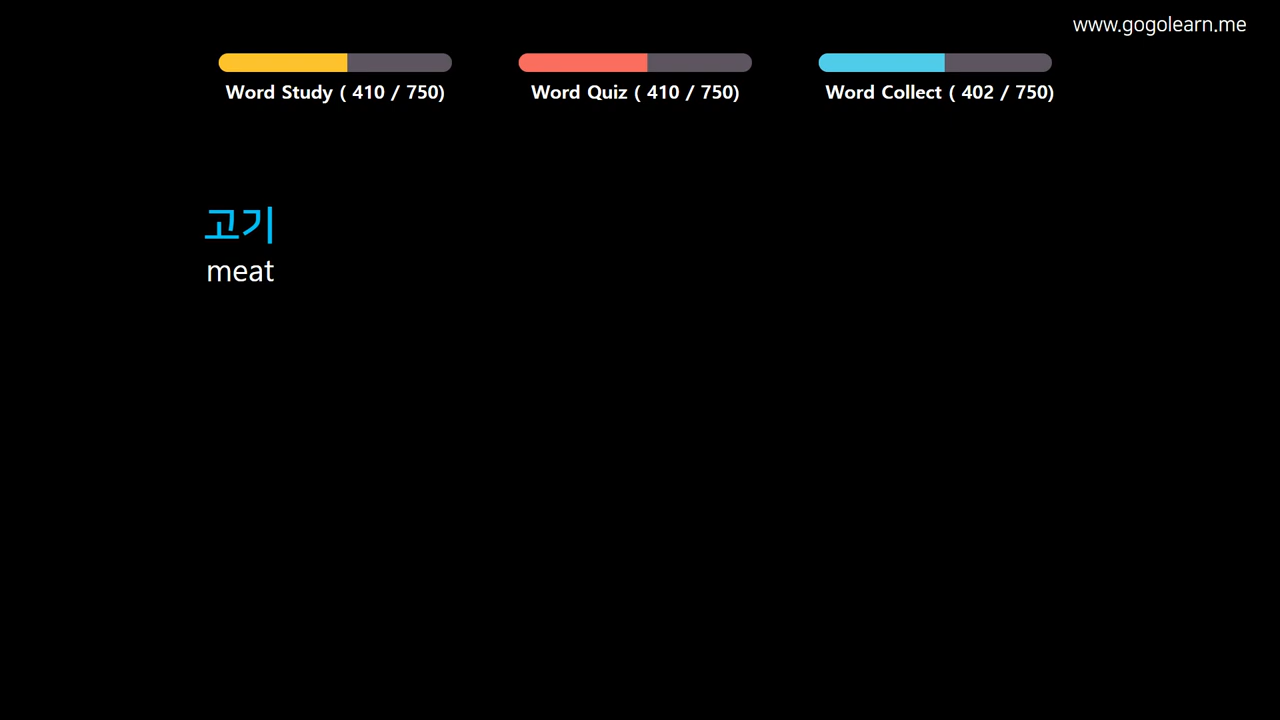 www.gogolearn.me
Word Study ( 410 / 750)
Word Quiz ( 410 / 750)
Word Collect ( 402 / 750)
고기
meat